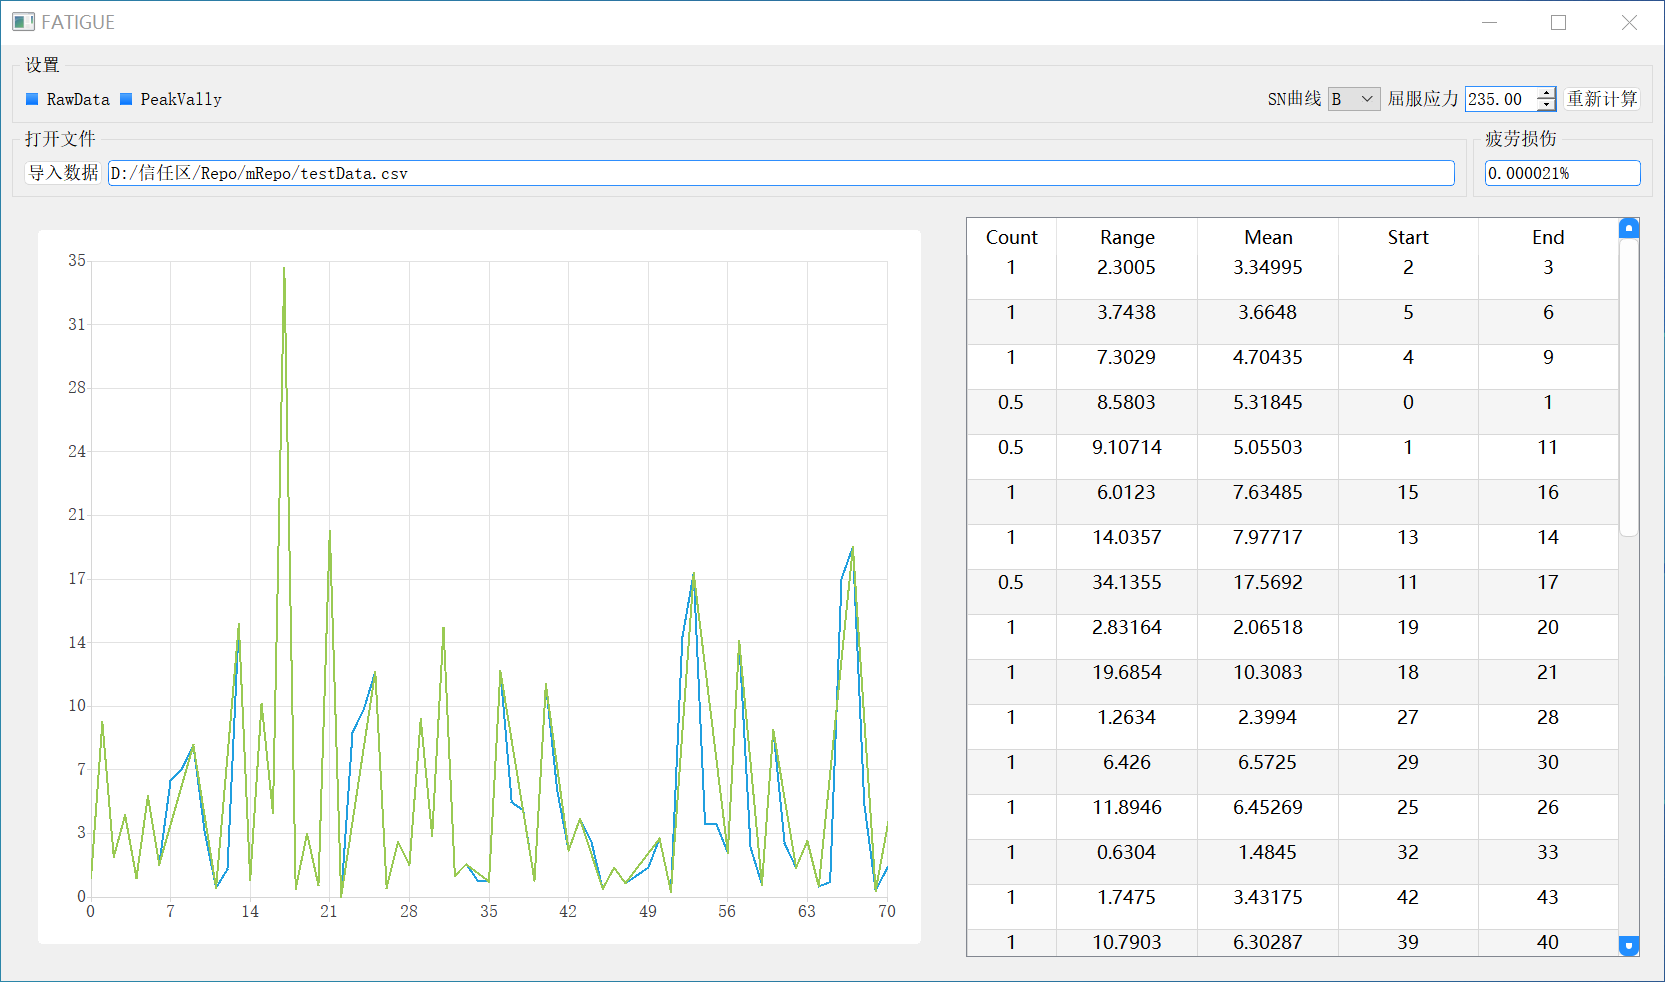 FATIGUE
设置
RawData PeakVally SN曲线 B 屈服应力 235.00 重新计算
打开文件 疲劳损伤
导入数据 D:/信任区/Repo/mRepo/testData.csv 0.000021%
35
31
28
24
21
17
14
10
7
3
0
0 7 14 21 28 35 42 49 56 63 70
Count Range Mean Start End
1 2.3005 3.34995 2 3
1 3.7438 3.6648 5 6
1 7.3029 4.70435 4 9
0.5 8.5803 5.31845 0 1
0.5 9.10714 5.05503 1 11
1 6.0123 7.63485 15 16
1 14.0357 7.97717 13 14
0.5 34.1355 17.5692 11 17
1 2.83164 2.06518 19 20
1 19.6854 10.3083 18 21
1 1.2634 2.3994 27 28
1 6.426 6.5725 29 30
1 11.8946 6.45269 25 26
1 0.6304 1.4845 32 33
1 1.7475 3.43175 42 43
1 10.7903 6.30287 39 40